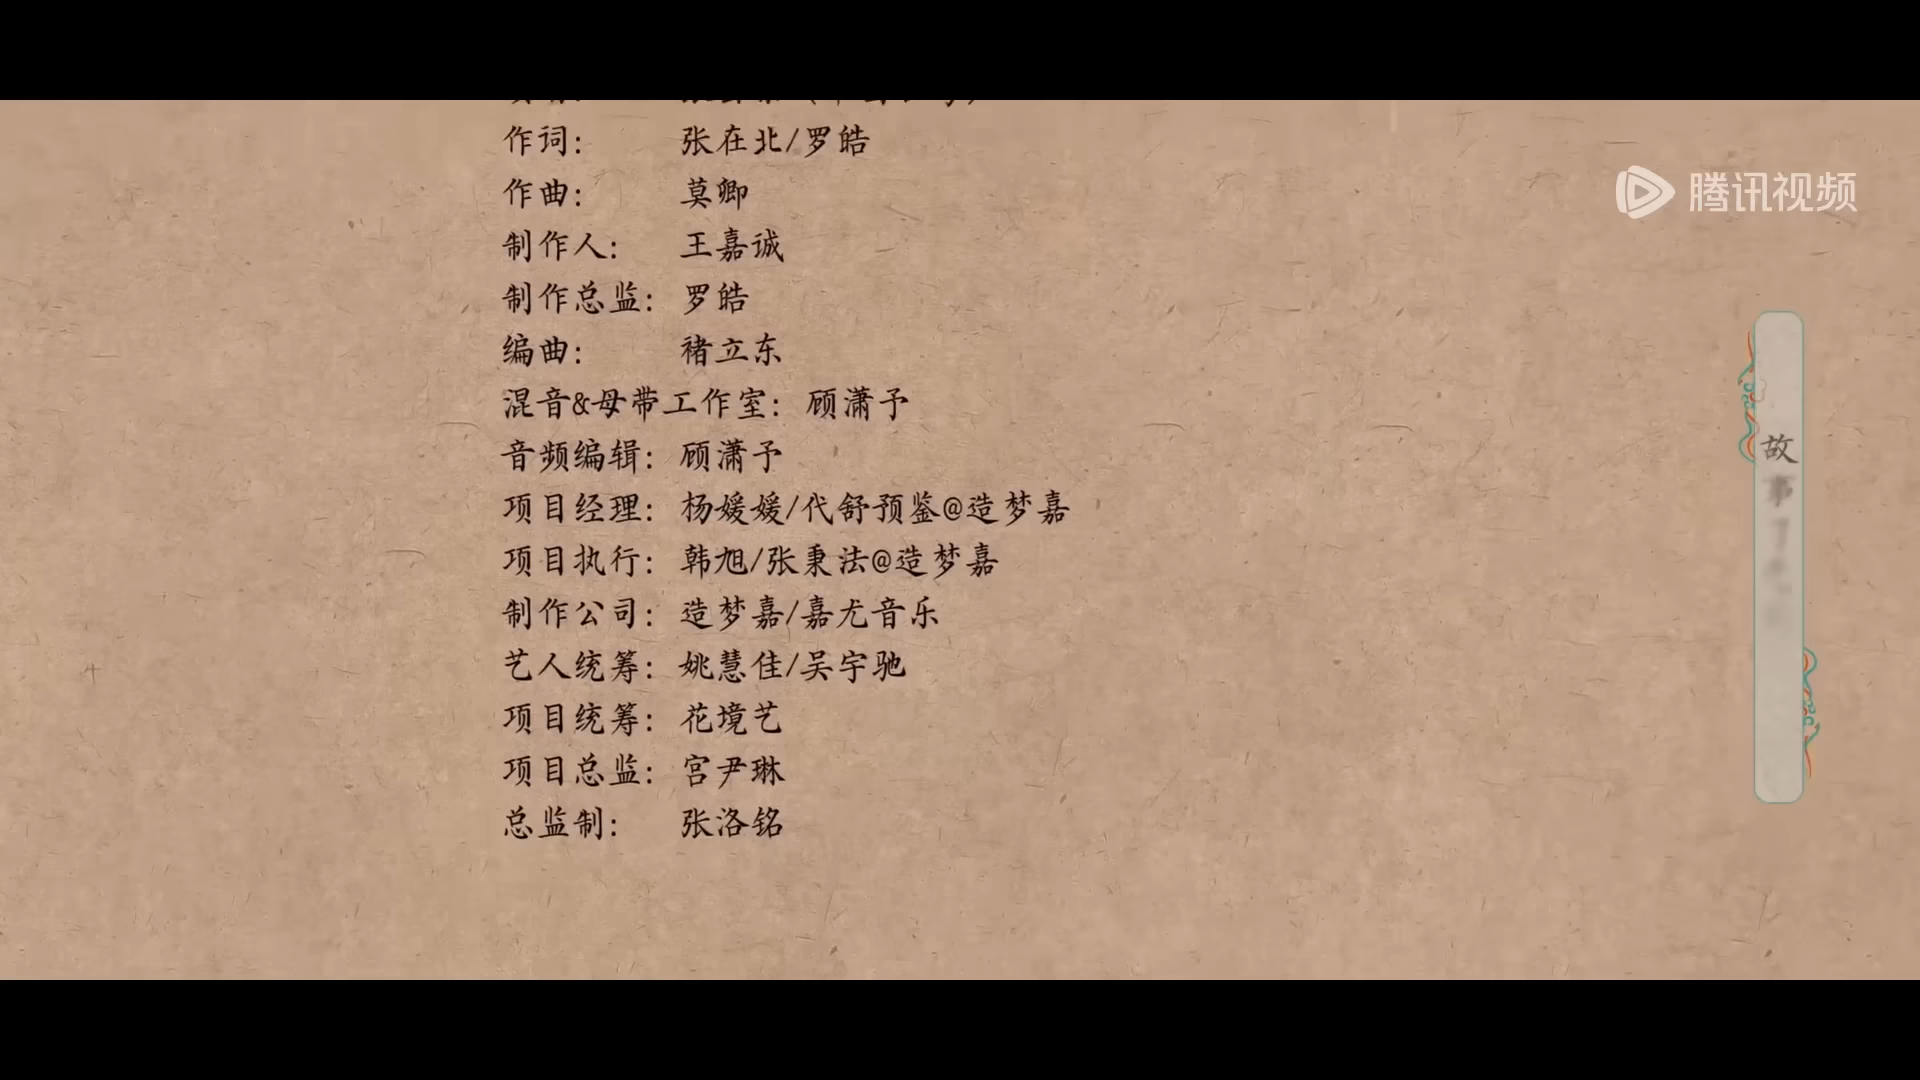 作词： 张在北/罗皓
作曲： 莫卿
制作人： 王嘉诚
制作总监： 罗皓
编曲： 褚立东
混音&母带工作室： 顾潇予
音频编辑： 顾潇予
项目经理： 杨媛媛/代舒预鉴@造梦嘉
项目执行： 韩旭/张秉法@造梦嘉
制作公司： 造梦嘉/嘉尤音乐
艺人统筹： 姚慧佳/吴宇驰
项目统筹： 花境艺
项目总监： 宫尹琳
总监制： 张洛铭
腾讯视频
故事